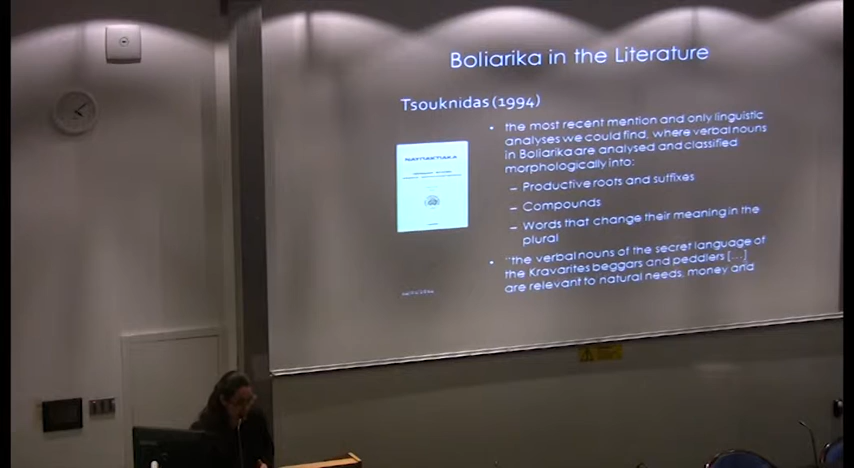 Boliarika in the Literature
Tsouknidas (1994)
• the most recent mention and only linguistic
analyses we could find, where verbal nouns
in Boliarika are analysed and classified
morphologically into:
– Productive roots and suffixes
– Compounds
– Words that change their meaning in the
plural
• "the verbal nouns of the secret language of
the Kravarites beggars and peddlers [...]
are relevant to natural needs, money and
ΝΑΥΠΑΚΤΙΑΚΑ